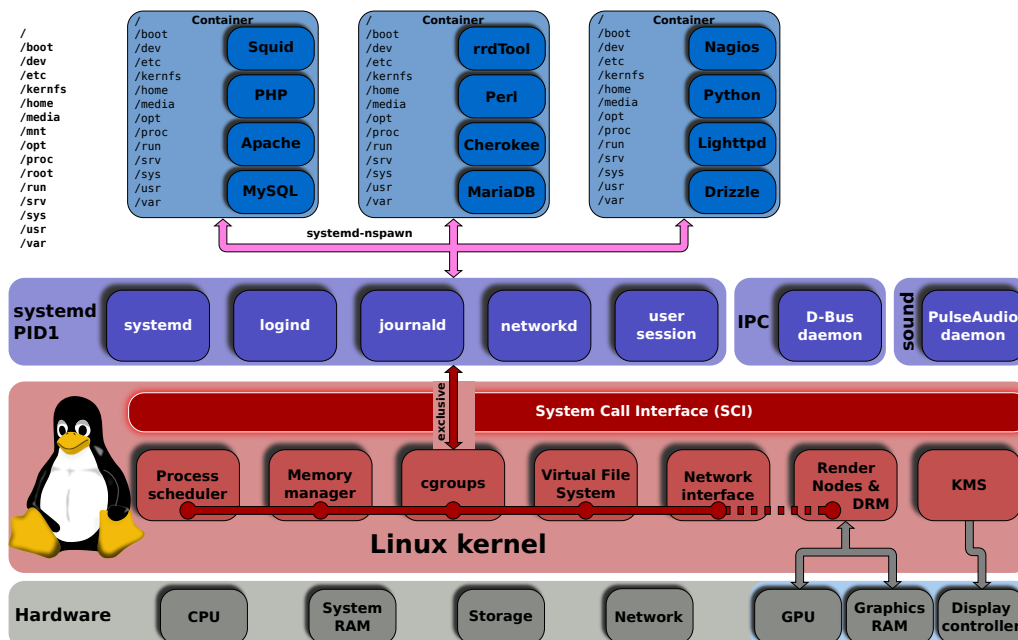 /
/boot
/dev
/etc
/kernfs
/home
/media
/mnt
/opt
/proc
/root
/run
/srv
/sys
/usr
/var
Container
/
/boot
/dev
/etc
/kernfs
/home
/media
/opt
/proc
/run
/srv
/sys
/usr
/var
Squid
PHP
Apache
MySQL
Container
/
/boot
/dev
/etc
/kernfs
/home
/media
/opt
/proc
/run
/srv
/sys
/usr
/var
rrdTool
Perl
Cherokee
MariaDB
Container
/
/boot
/dev
/etc
/kernfs
/home
/media
/opt
/proc
/run
/srv
/sys
/usr
/var
Nagios
Python
Lighttpd
Drizzle
systemd-nspawn
systemd
PID1
systemd
logind
journald
networkd
user
session
IPC
D-Bus
daemon
sound
PulseAudio
daemon
exclusive
System Call Interface (SCI)
Process
scheduler
Memory
manager
cgroups
Virtual File
System
Network
interface
Render
Nodes &
DRM
KMS
Linux kernel
Hardware
CPU
System
RAM
Storage
Network
GPU
Graphics
RAM
Display
controller